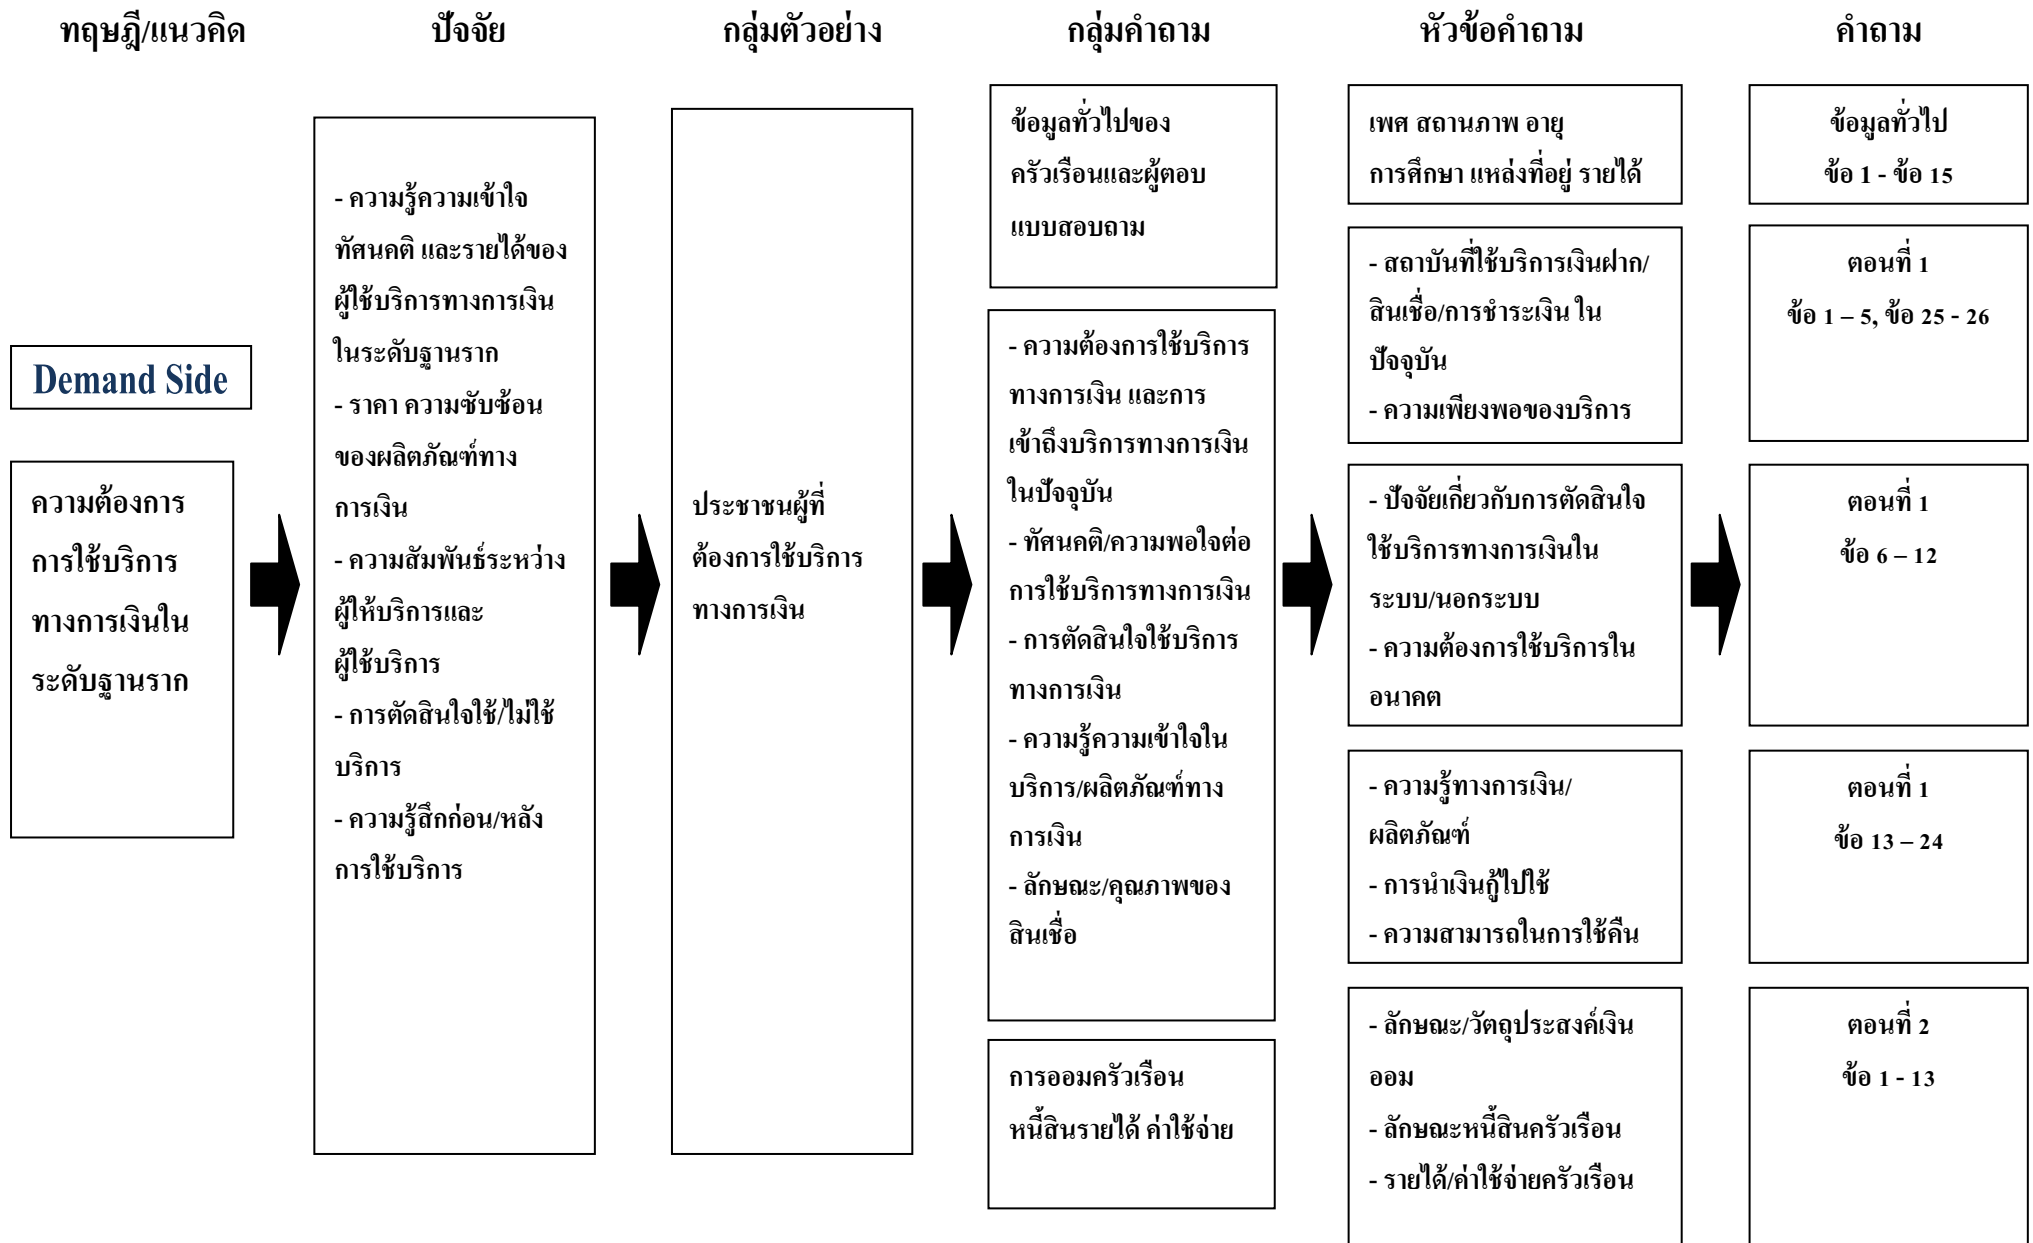 ทฤษฎี/แนวคิด
ปัจจัย
กลุ่มตัวอย่าง
กลุ่มคำถาม
หัวข้อคำถาม
คำถาม
Demand Side
ความต้องการ
การใช้บริการ
ทางการเงินใน
ระดับฐานราก
- ความรู้ความเข้าใจ
ทัศนคติ และรายได้ของ
ผู้ใช้บริการทางการเงิน
ในระดับฐานราก
- ราคา ความซับซ้อน
ของผลิตภัณฑ์ทาง
การเงิน
- ความสัมพันธ์ระหว่าง
ผู้ให้บริการและ
ผู้ใช้บริการ
- การตัดสินใจใช้/ไม่ใช้
บริการ
- ความรู้สึกก่อน/หลัง
การใช้บริการ
ประชาชนผู้ที่
ต้องการใช้บริการ
ทางการเงิน
ข้อมูลทั่วไปของ
ครัวเรือนและผู้ตอบ
แบบสอบถาม
- ความต้องการใช้บริการ
ทางการเงิน และการ
เข้าถึงบริการทางการเงิน
ในปัจจุบัน
- ทัศนคติ/ความพอใจต่อ
การใช้บริการทางการเงิน
- การตัดสินใจใช้บริการ
ทางการเงิน
- ความรู้ความเข้าใจใน
บริการ/ผลิตภัณฑ์ทาง
การเงิน
- ลักษณะ/คุณภาพของ
สินเชื่อ
การออมครัวเรือน
หนี้สินรายได้ ค่าใช้จ่าย
เพศ สถานภาพ อายุ
การศึกษา แหล่งที่อยู่ รายได้
- สถาบันที่ใช้บริการเงินฝาก/
สินเชื่อ/การชำระเงิน ใน
ปัจจุบัน
- ความเพียงพอของบริการ
- ปัจจัยเกี่ยวกับการตัดสินใจ
ใช้บริการทางการเงินใน
ระบบ/นอกระบบ
- ความต้องการใช้บริการใน
อนาคต
- ความรู้ทางการเงิน/
ผลิตภัณฑ์
- การนำเงินกู้ไปใช้
- ความสามารถในการใช้คืน
- ลักษณะ/วัตถุประสงค์เงิน
ออม
- ลักษณะหนี้สินครัวเรือน
- รายได้/ค่าใช้จ่ายครัวเรือน
ข้อมูลทั่วไป
ข้อ 1 - ข้อ 15
ตอนที่ 1
ข้อ 1 – 5, ข้อ 25 - 26
ตอนที่ 1
ข้อ 6 – 12
ตอนที่ 1
ข้อ 13 – 24
ตอนที่ 2
ข้อ 1 - 13